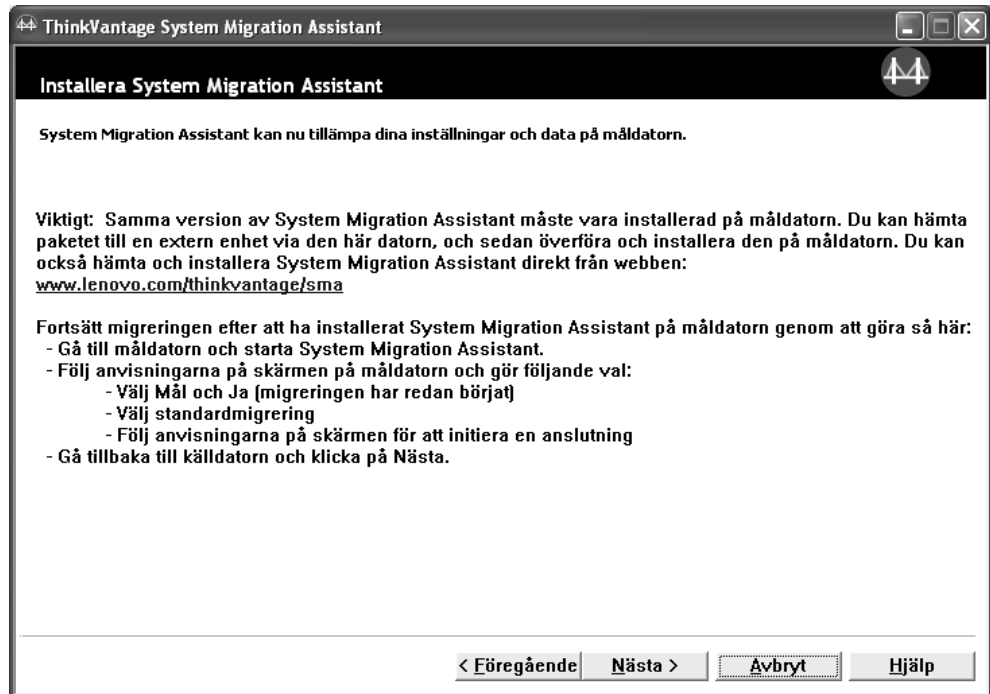 ThinkVantage System Migration Assistant
Installera System Migration Assistant
System Migration Assistant kan nu tillämpa dina inställningar och data på måldatorn.
Viktigt: Samma version av System Migration Assistant måste vara installerad på måldatorn. Du kan hämta
paketet till en extern enhet via den här datorn, och sedan överföra och installera den på måldatorn. Du kan
också hämta och installera System Migration Assistant direkt från webben:
www.lenovo.com/thinkvantage/sma
Fortsätt migreringen efter att ha installerat System Migration Assistant på måldatorn genom att göra så här:
- Gå till måldatorn och starta System Migration Assistant.
- Följ anvisningarna på skärmen på måldatorn och gör följande val:
- Välj Mål och Ja (migreringen har redan börjat)
- Välj standardmigrering
- Följ anvisningarna på skärmen för att initiera en anslutning
- Gå tillbaka till källdatorn och klicka på Nästa.
< Föregående Nästa > Avbryt Hjälp